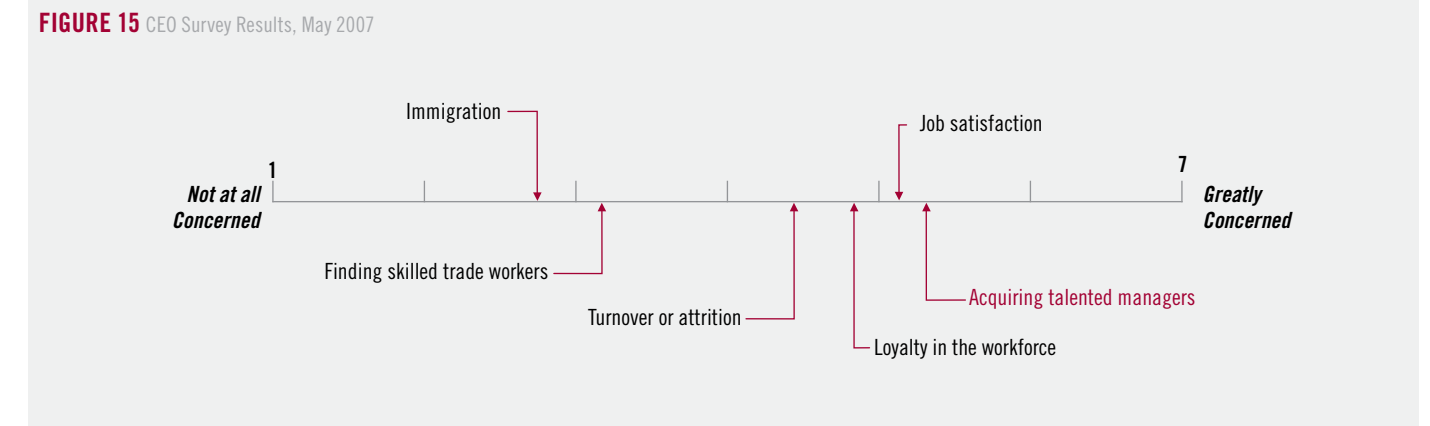 FIGURE 15 CEO Survey Results, May 2007
Immigration
Job satisfaction
1
7
Not at all
Concerned
Greatly
Concerned
Finding skilled trade workers
Acquiring talented managers
Turnover or attrition
Loyalty in the workforce